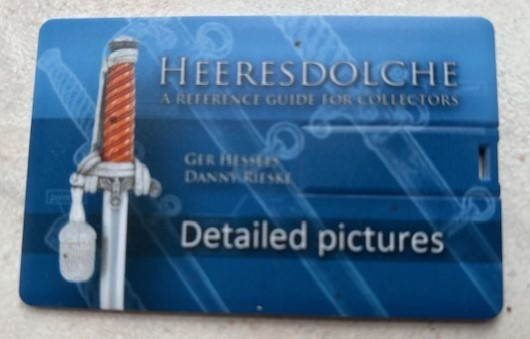 HEERESDOLCHE
A REFERENCE GUIDE FOR COLLECTORS
GER HESSELS
DANNY RIESKE
Detailed pictures